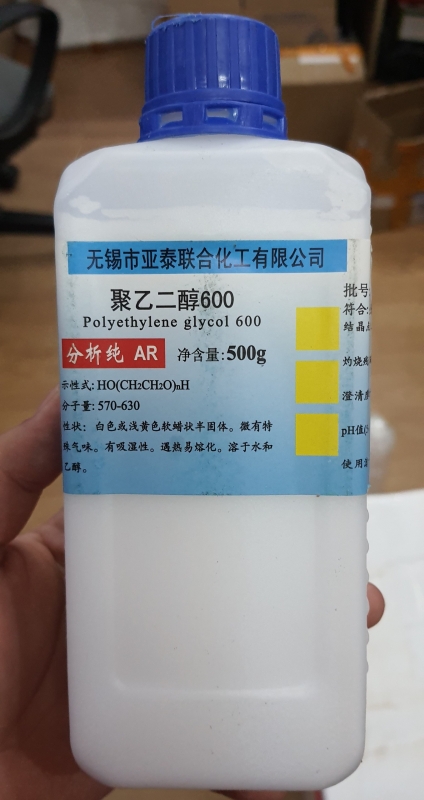 无锡市亚泰联合化工有限公司
聚乙二醇600
Polyethylene glycol 600
分析纯 AR 净含量:500g
示性式: HO(CH2CH2O)nH
分子量: 570-630
性状: 白色或浅黄色软蜡状半固体。微有特
殊气味。有吸湿性。遇热易熔化。溶于水和
乙醇。
批号
符合
结晶点
灼烧残
澄清度
pH值(5
使用